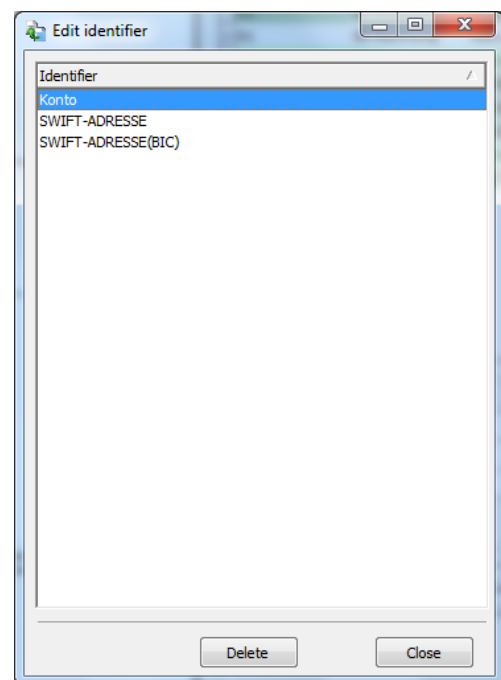 Edit identifier
Identifier
Konto
SWIFT-ADRESSE
SWIFT-ADRESSE(BIC)
Delete
Close